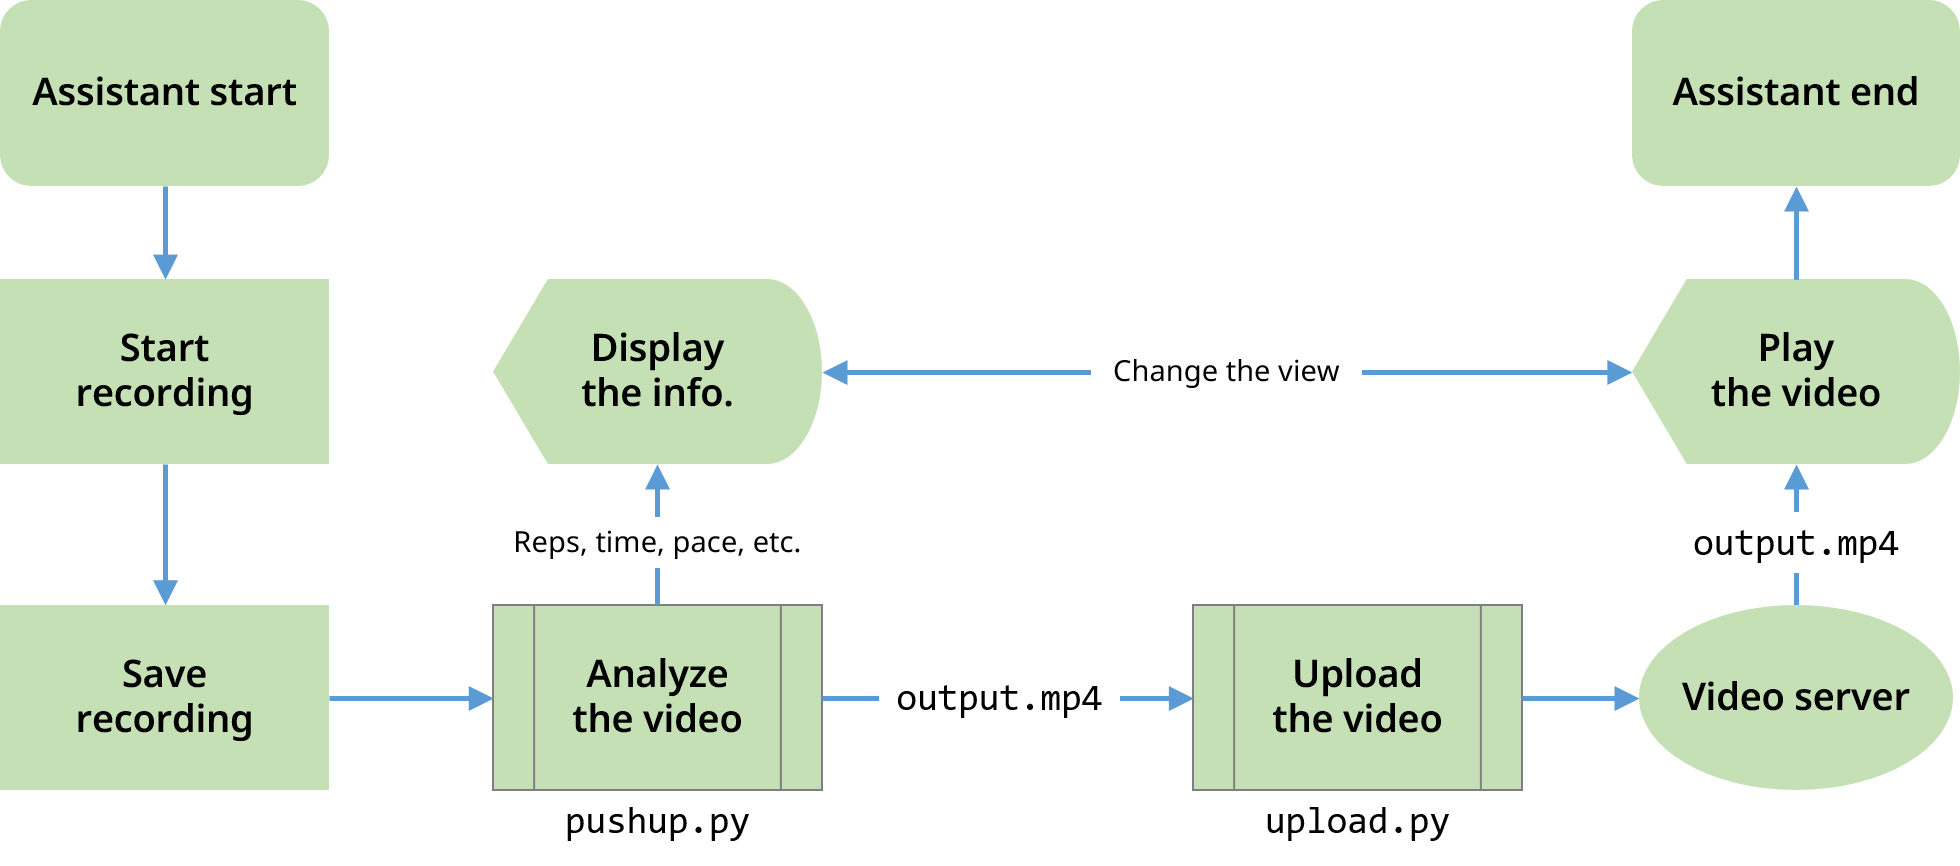 Assistant start
Assistant end
Start
recording
Display
the info.
Change the view
Play
the video
Reps, time, pace, etc.
output.mp4
Save
recording
Analyze
the video
output.mp4
Upload
the video
Video server
pushup.py
upload.py